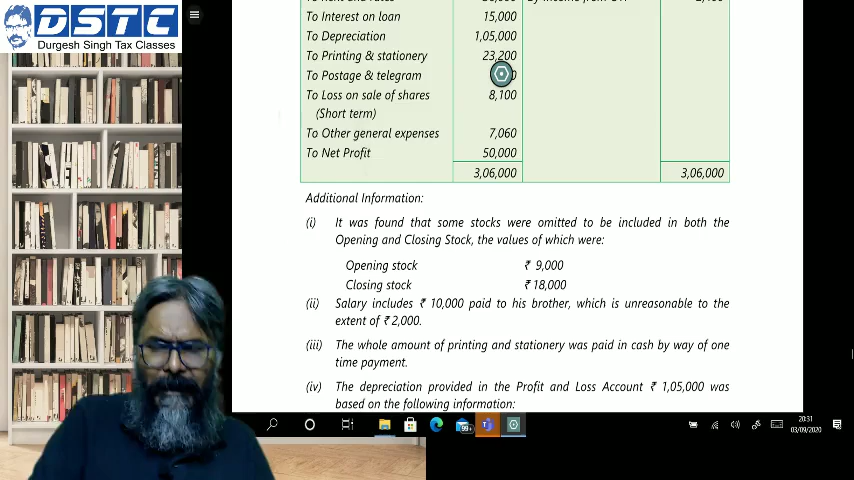 DSTC
Durgesh Singh Tax Classes
To Interest on loan 15,000
To Depreciation 1,05,000
To Printing & stationery 23,200
To Postage & telegram
To Loss on sale of shares 8,100
(Short term)
To Other general expenses 7,060
To Net Profit 50,000
3,06,000 3,06,000
Additional Information:
(i) It was found that some stocks were omitted to be included in both the
Opening and Closing Stock, the values of which were:
Opening stock ₹ 9,000
Closing stock ₹ 18,000
(ii) Salary includes ₹ 10,000 paid to his brother, which is unreasonable to the
extent of ₹ 2,000.
(iii) The whole amount of printing and stationery was paid in cash by way of one
time payment.
(iv) The depreciation provided in the Profit and Loss Account ₹ 1,05,000 was
based on the following information:
99+
20:31
03/09/2020